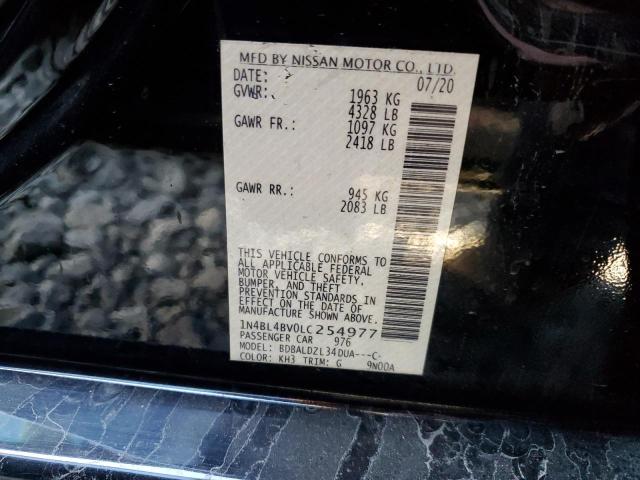 MFD BY NISSAN MOTOR CO., LTD.
DATE: 07/20
GVWR: 1963 KG
4328 LB
GAWR FR.: 1097 KG
2418 LB
GAWR RR.: 945 KG
2083 LB
THIS VEHICLE CONFORMS TO
ALL APPLICABLE FEDERAL
MOTOR VEHICLE SAFETY,
BUMPER, AND THEFT
PREVENTION STANDARDS
IN EFFECT ON THE DATE OF
MANUFACTURE SHOWN ABOVE
1N4BL4BV0LC254977
PASSENGER CAR 976
MODEL: BDBALDZL34DUA---C-
COLOR: KH3 TRIM: G 9N00A